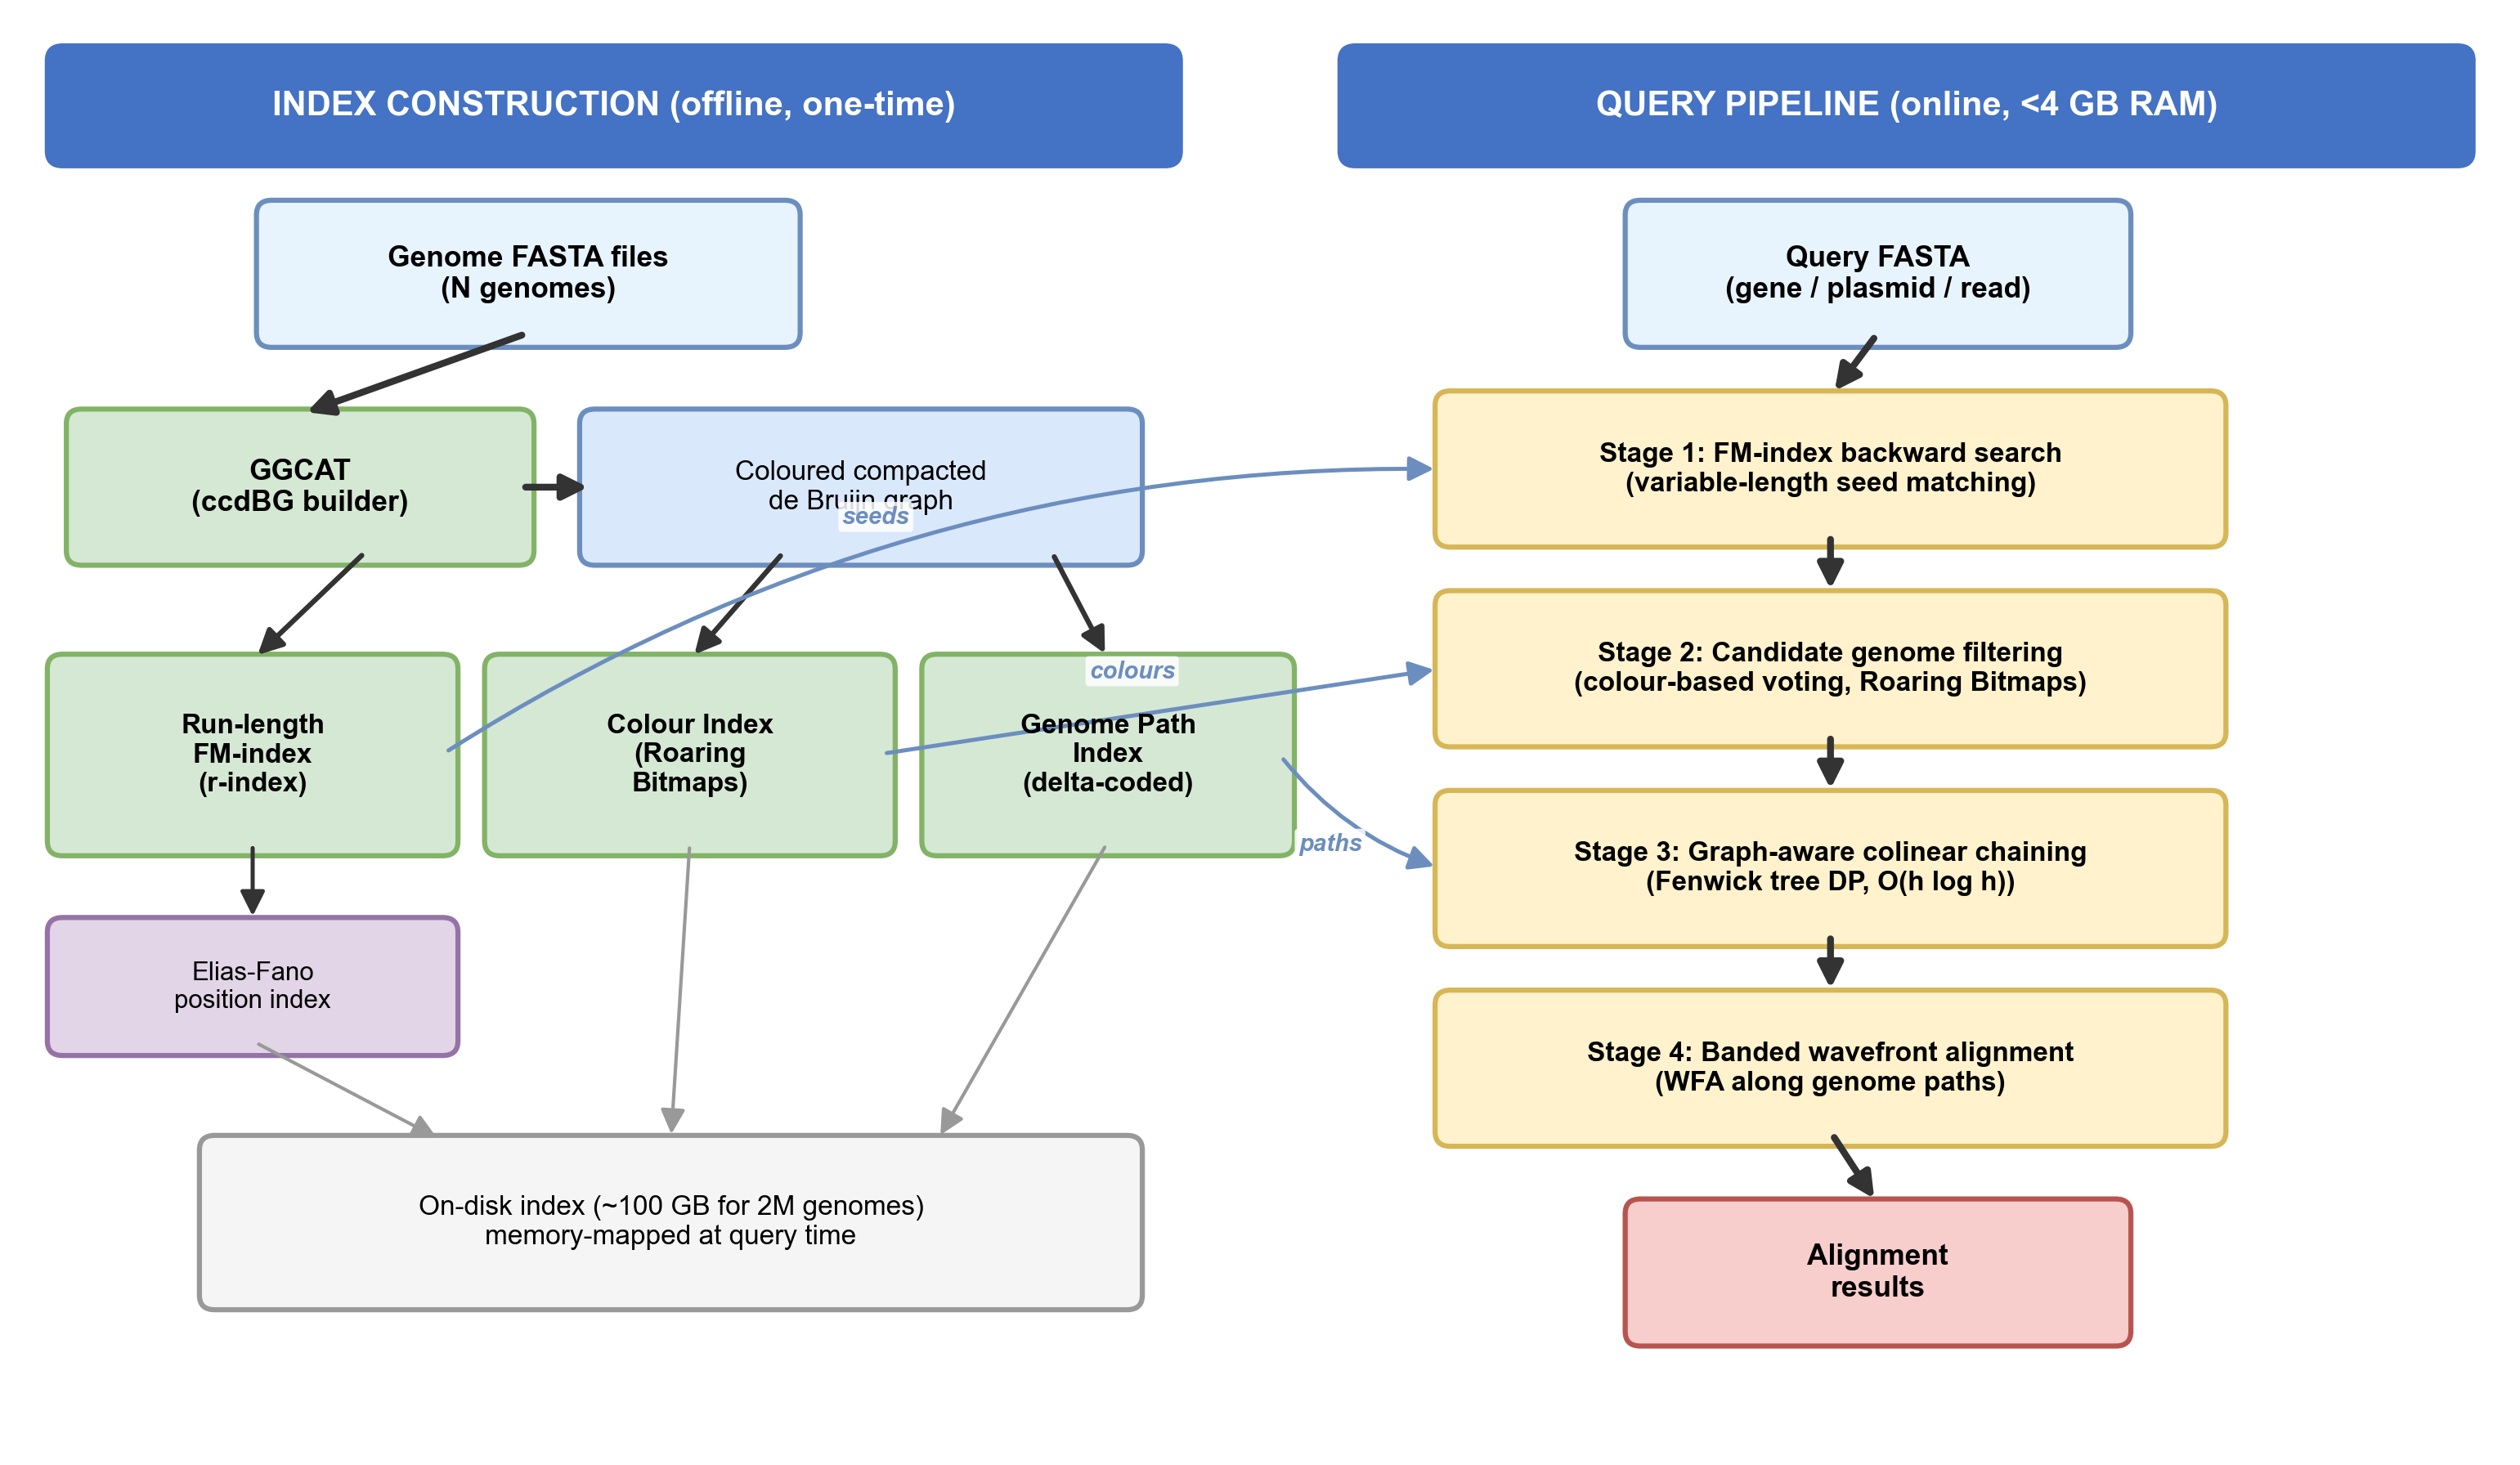 INDEX CONSTRUCTION (offline, one-time)
QUERY PIPELINE (online, <4 GB RAM)
Genome FASTA files
(N genomes)
Query FASTA
(gene / plasmid / read)
GGCAT
(ccdBG builder)
Coloured compacted
de Bruijn graph
seeds
Stage 1: FM-index backward search
(variable-length seed matching)
colours
Stage 2: Candidate genome filtering
(colour-based voting, Roaring Bitmaps)
Run-length
FM-index
(r-index)
Colour Index
(Roaring
Bitmaps)
Genome Path
Index
(delta-coded)
paths
Stage 3: Graph-aware colinear chaining
(Fenwick tree DP, O(h log h))
Elias-Fano
position index
Stage 4: Banded wavefront alignment
(WFA along genome paths)
On-disk index (~100 GB for 2M genomes)
memory-mapped at query time
Alignment
results